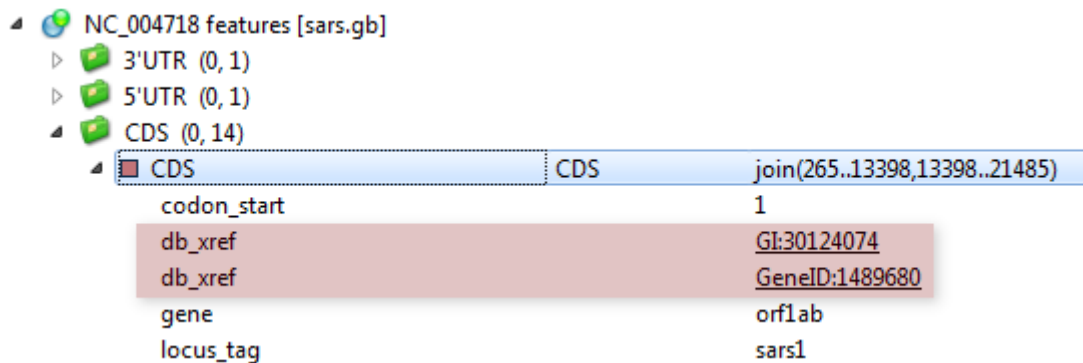 NC_004718 features [sars.gb]
3'UTR (0, 1)
5'UTR (0, 1)
CDS (0, 14)
CDS CDS join(265..13398,13398..21485)
codon_start 1
db_xref GI:30124074
db_xref GeneID:1489680
gene orf1ab
locus_tag sars1